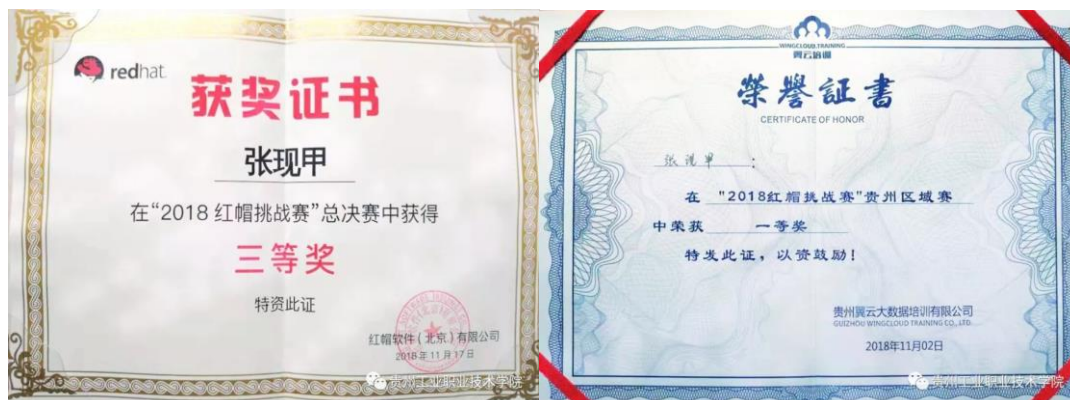 redhat.
获奖证书
张现甲
在“2018 红帽挑战赛”总决赛中获得
三等奖
特资此证
红帽软件(北京)有限公司
2018年11月17日
贵州工业职业技术学院
WINGCLOUD TRAINING
翼云培训
荣誉証書
CERTIFICATE OF HONOR
张现甲:
在"2018红帽挑战赛"贵州区域赛
中荣获 一等奖
特发此证,以资鼓励!
贵州翼云大数据培训有限公司
GUIZHOU WINGCLOUD TRAINING CO., LTD.
2018年11月02日
贵州工业职业技术学院